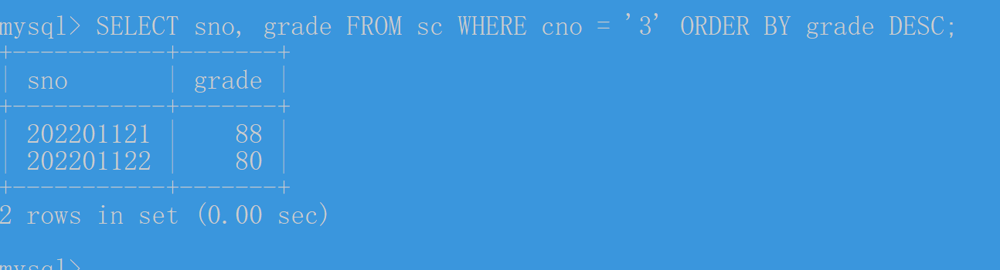 mysql> SELECT sno, grade FROM sc WHERE cno = '3' ORDER BY grade DESC;
+-----------+-------+
| sno       | grade |
+-----------+-------+
| 202201121 |    88 |
| 202201122 |    80 |
+-----------+-------+
2 rows in set (0.00 sec)
mysql>